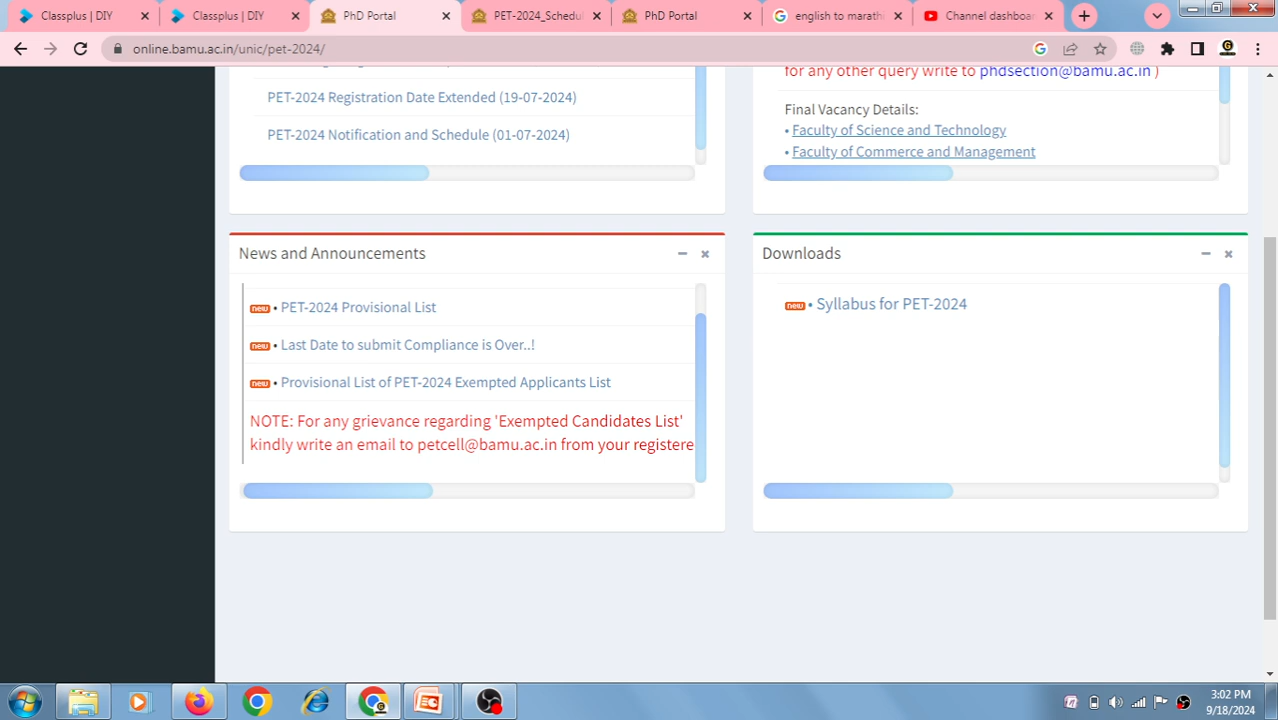 Classplus | DIY
Classplus | DIY
PhD Portal
PET-2024_Schedu
PhD Portal
english to marath
Channel dashboar
online.bamu.ac.in/unic/pet-2024/
PET-2024 Registration Date Extended (19-07-2024)
PET-2024 Notification and Schedule (01-07-2024)
for any other query write to phdsection@bamu.ac.in )
Final Vacancy Details:
• Faculty of Science and Technology
• Faculty of Commerce and Management
News and Announcements
new • PET-2024 Provisional List
new • Last Date to submit Compliance is Over..!
new • Provisional List of PET-2024 Exempted Applicants List
NOTE: For any grievance regarding 'Exempted Candidates List'
kindly write an email to petcell@bamu.ac.in from your registere
Downloads
new • Syllabus for PET-2024
3:02 PM
9/18/2024